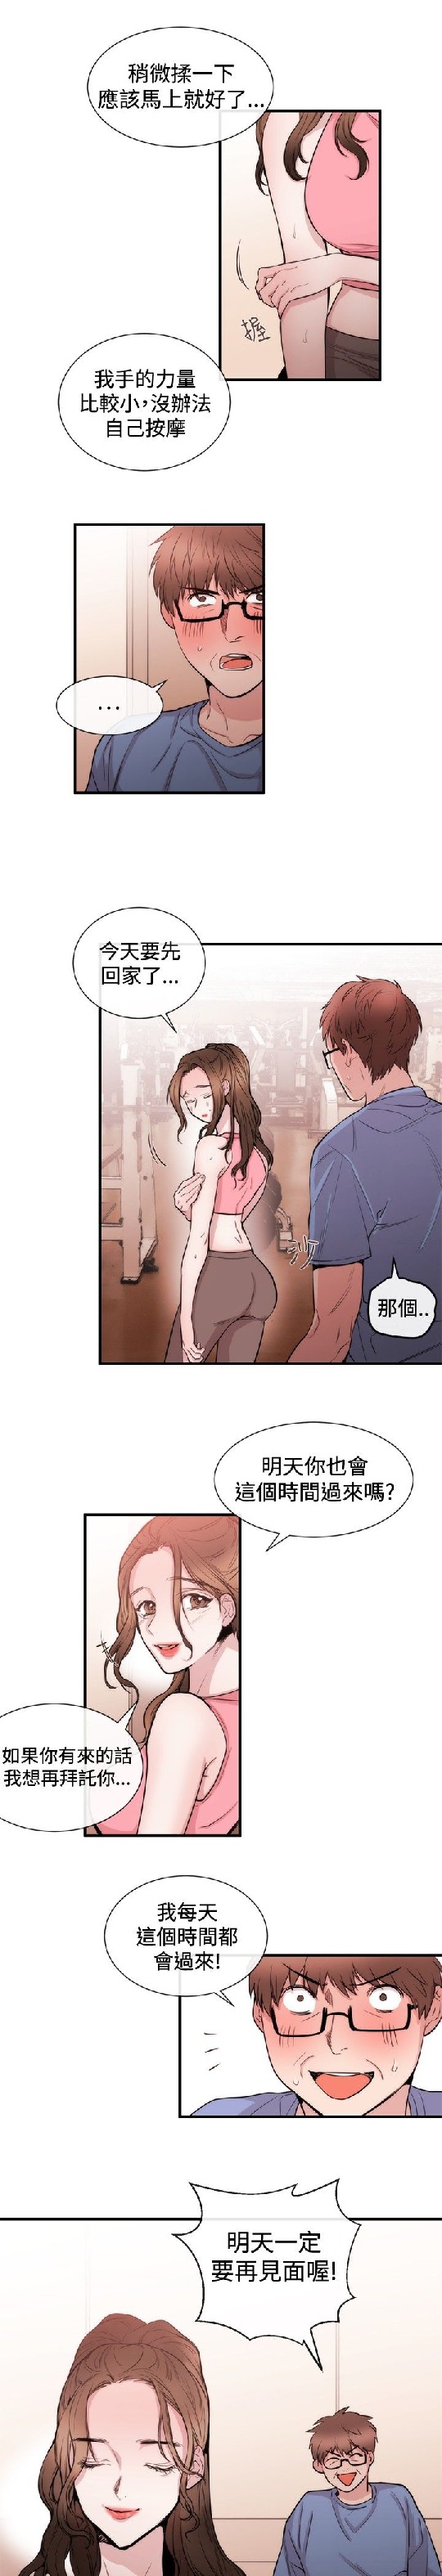 稍微揉一下
應該馬上就好了...
握
我手的力量
比較小,沒辦法
自己按摩
...
今天要先
回家了...
沙
那個..
明天你也會
這個時間過來嗎?
如果你有來的話
我想再拜託你...
我每天
這個時間都
會過來!
明天一定
要再見面喔!